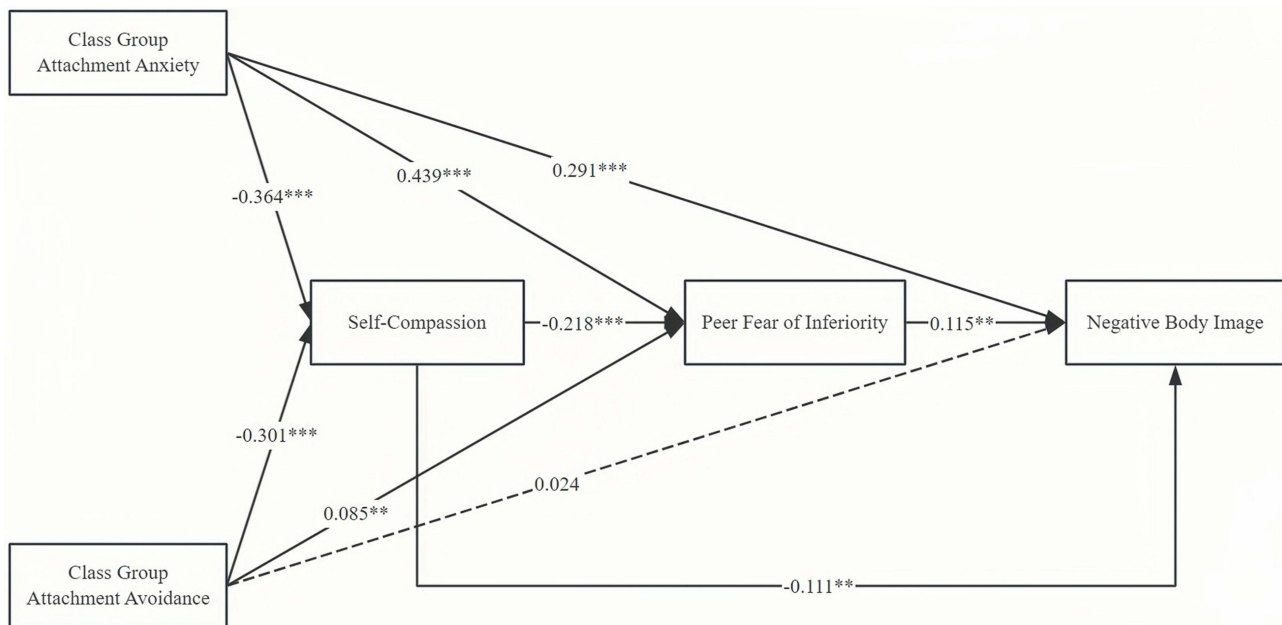 Class Group
Attachment Anxiety
0.439***
0.291***
-0.364***
Self-Compassion
-0.218***
Peer Fear of Inferiority
0.115**
Negative Body Image
-0.301***
0.024
0.085**
Class Group
Attachment Avoidance
-0.111**